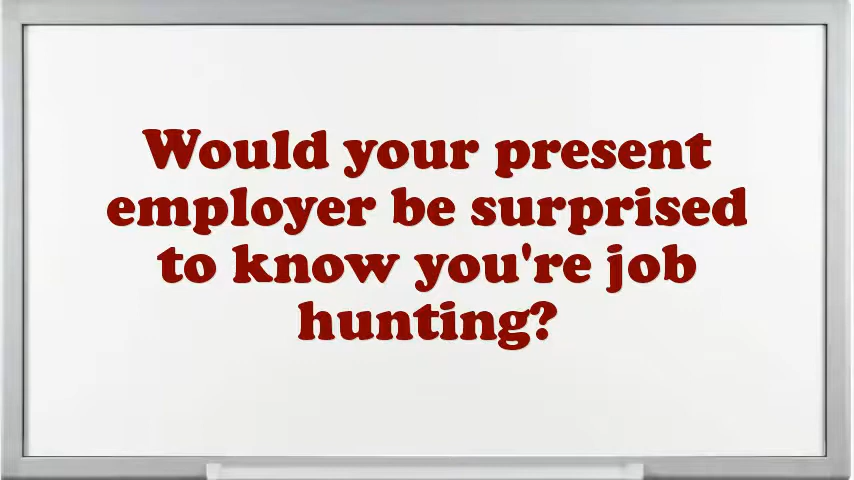 Would your present
employer be surprised
to know you're job
hunting?